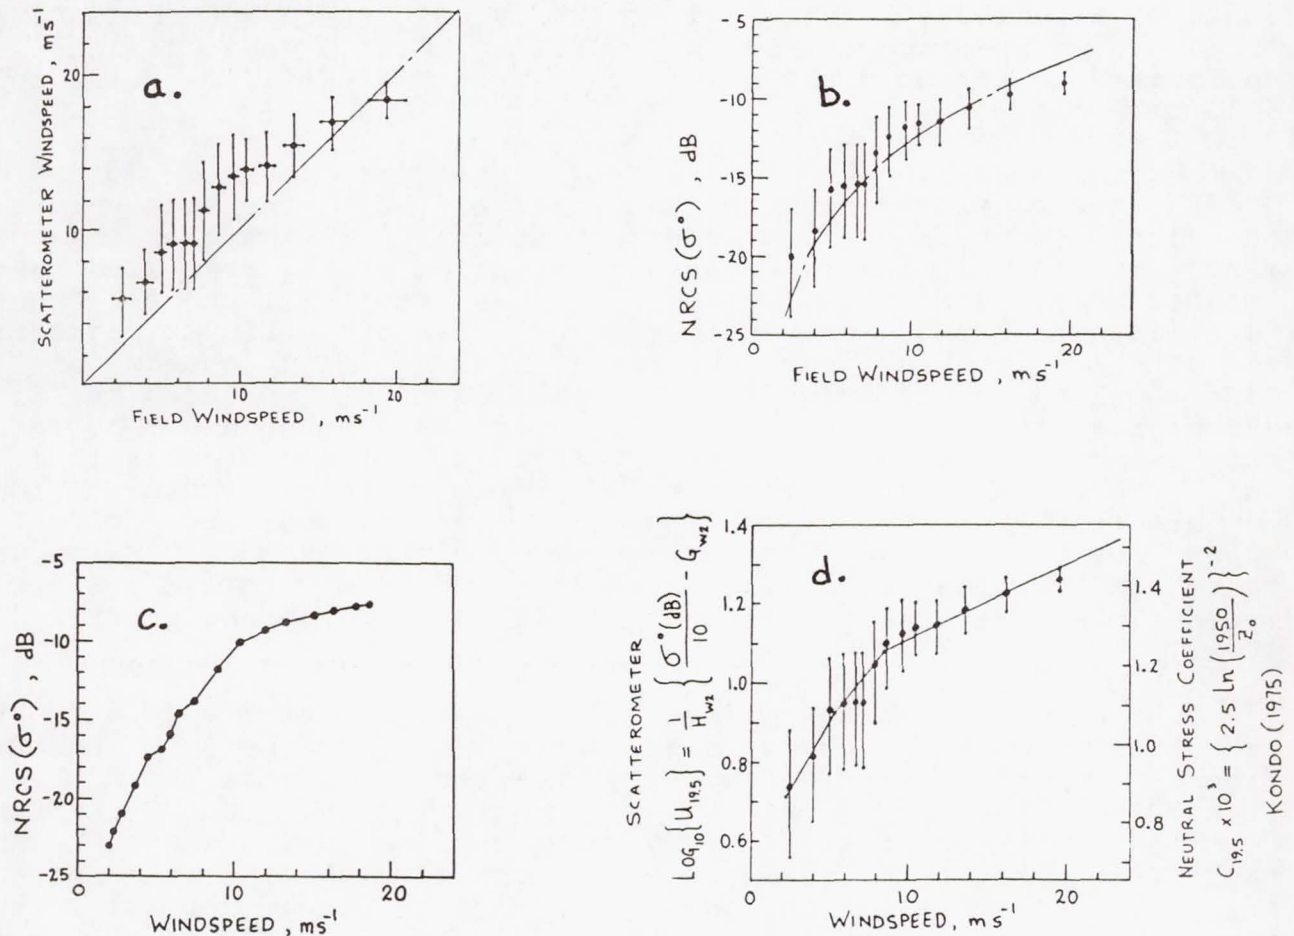 a.
SCATTEROMETER WINDSPEED, ms⁻¹
20
10
10
20
FIELD WINDSPEED, ms⁻¹
b.
NRCS (σ°), dB
-5
-10
-15
-20
-25
0
10
20
FIELD WINDSPEED, ms⁻¹
c.
NRCS (σ°), dB
-5
-10
-15
-20
-25
0
10
20
WINDSPEED, ms⁻¹
d.
SCATTEROMETER
LOG₁₀{U₁₉.₅} = 1/H_w2 {σ°(dB)/10 - G_w2}
1.4
1.2
1.0
0.8
0.6
0
10
20
WINDSPEED, ms⁻¹
1.4
1.2
1.0
0.8
NEUTRAL STRESS COEFFICIENT
C₁₉.₅ x10³ = {2.5 ln (1950/Z₀)}⁻²
KONDO (1975)